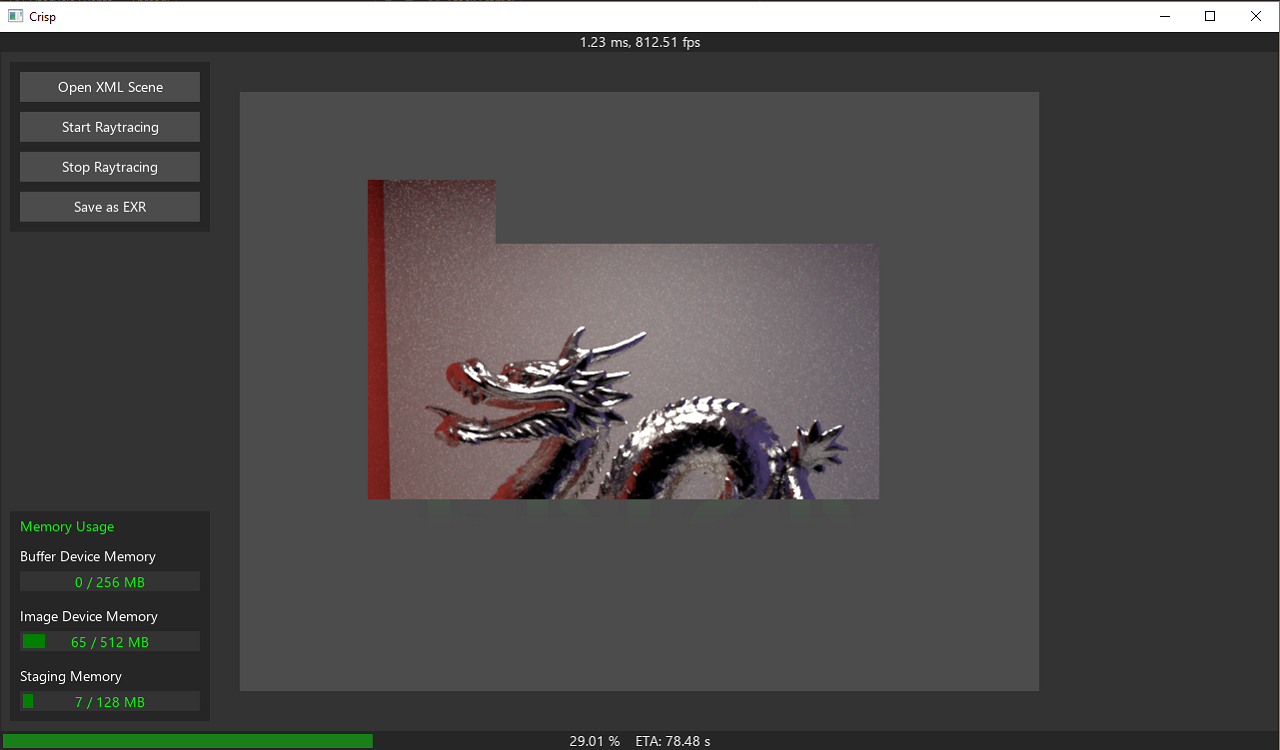 Crisp
1.23 ms, 812.51 fps
Open XML Scene
Start Raytracing
Stop Raytracing
Save as EXR
Memory Usage
Buffer Device Memory
0 / 256 MB
Image Device Memory
65 / 512 MB
Staging Memory
7 / 128 MB
29.01 % ETA: 78.48 s